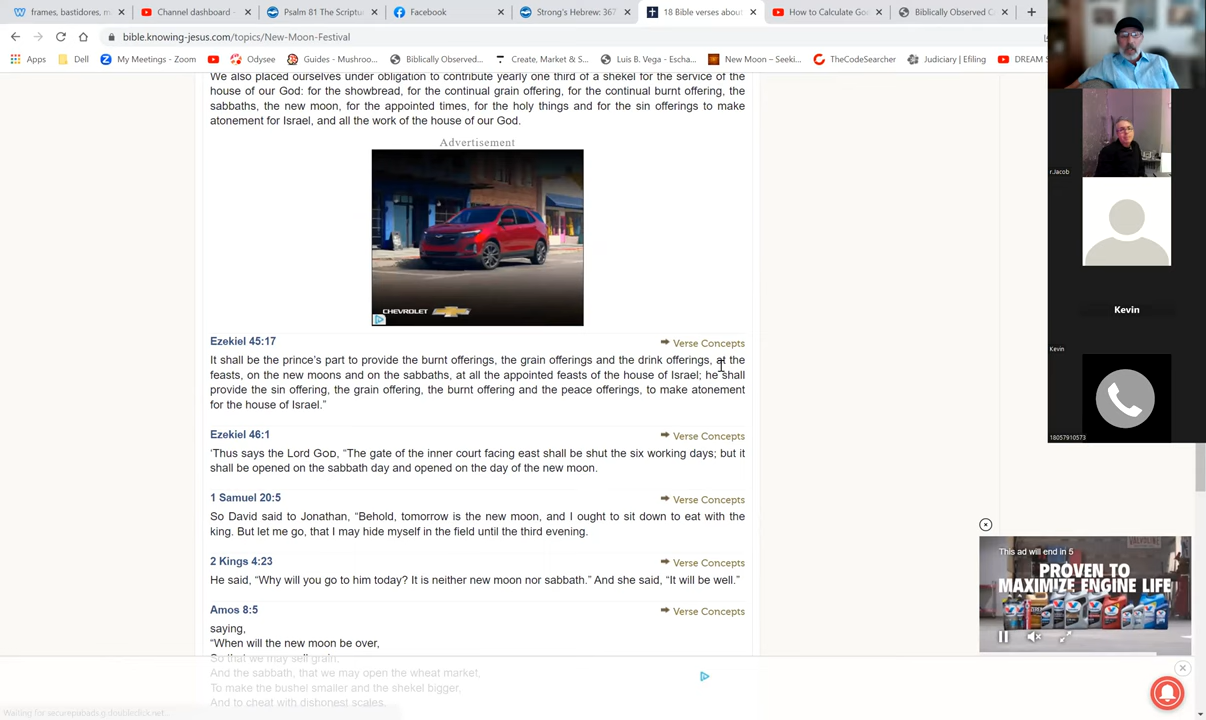 frames, bastidores, m
Channel dashboard -
Psalm 81 The Scriptu
Facebook
Strong's Hebrew: 367
18 Bible verses about
How to Calculate Go
Biblically Observed C
bible.knowing-jesus.com/topics/New-Moon-Festival
Apps
Dell
My Meetings - Zoom
Odysee
Guides - Mushroo...
Biblically Observed...
Create, Market & S...
Luis B. Vega - Escha...
New Moon – Seeki...
TheCodeSearcher
Judiciary | Efiling
DREAM S
We also placed ourselves under obligation to contribute yearly one third of a shekel for the service of the
house of our God: for the showbread, for the continual grain offering, for the continual burnt offering, the
sabbaths, the new moon, for the appointed times, for the holy things and for the sin offerings to make
atonement for Israel, and all the work of the house of our God.
Advertisement
CHEVROLET
Ezekiel 45:17
Verse Concepts
It shall be the prince's part to provide the burnt offerings, the grain offerings and the drink offerings, at the
feasts, on the new moons and on the sabbaths, at all the appointed feasts of the house of Israel; he shall
provide the sin offering, the grain offering, the burnt offering and the peace offerings, to make atonement
for the house of Israel.”
Ezekiel 46:1
Verse Concepts
‘Thus says the Lord GOD, “The gate of the inner court facing east shall be shut the six working days; but it
shall be opened on the sabbath day and opened on the day of the new moon.
1 Samuel 20:5
Verse Concepts
So David said to Jonathan, “Behold, tomorrow is the new moon, and I ought to sit down to eat with the
king. But let me go, that I may hide myself in the field until the third evening.
2 Kings 4:23
Verse Concepts
He said, “Why will you go to him today? It is neither new moon nor sabbath.” And she said, “It will be well.”
Amos 8:5
Verse Concepts
saying,
“When will the new moon be over,
So that we may sell grain,
And the sabbath, that we may open the wheat market,
To make the bushel smaller and the shekel bigger,
And to cheat with dishonest scales,
Waiting for securepubads.g.doubleclick.net...
r.Jacob
Kevin
Kevin
18057910573
This ad will end in 5
PROVEN TO
MAXIMIZE ENGINE LIFE